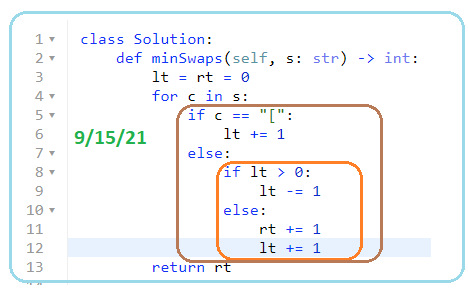 1 class Solution:
2 def minSwaps(self, s: str) -> int:
3 lt = rt = 0
4 for c in s:
5 if c == "[":
6 9/15/21 lt += 1
7 else:
8 if lt > 0:
9 lt -= 1
10 else:
11 rt += 1
12 lt += 1
13 return rt